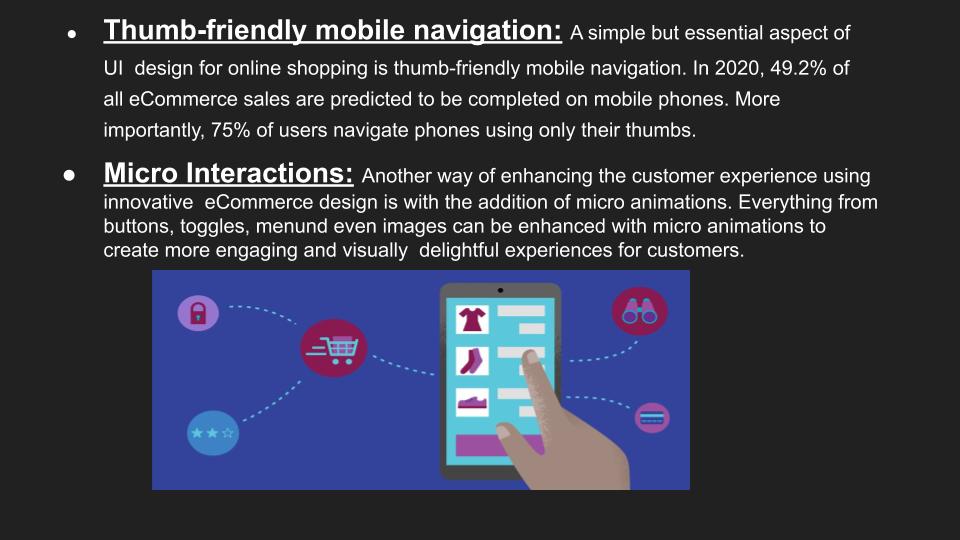 ● Thumb-friendly mobile navigation: A simple but essential aspect of
UI  design for online shopping is thumb-friendly mobile navigation. In 2020, 49.2% of
all eCommerce sales are predicted to be completed on mobile phones. More
importantly, 75% of users navigate phones using only their thumbs.
● Micro Interactions: Another way of enhancing the customer experience using
innovative  eCommerce design is with the addition of micro animations. Everything from
buttons, toggles, menund even images can be enhanced with micro animations to
create more engaging and visually  delightful experiences for customers.